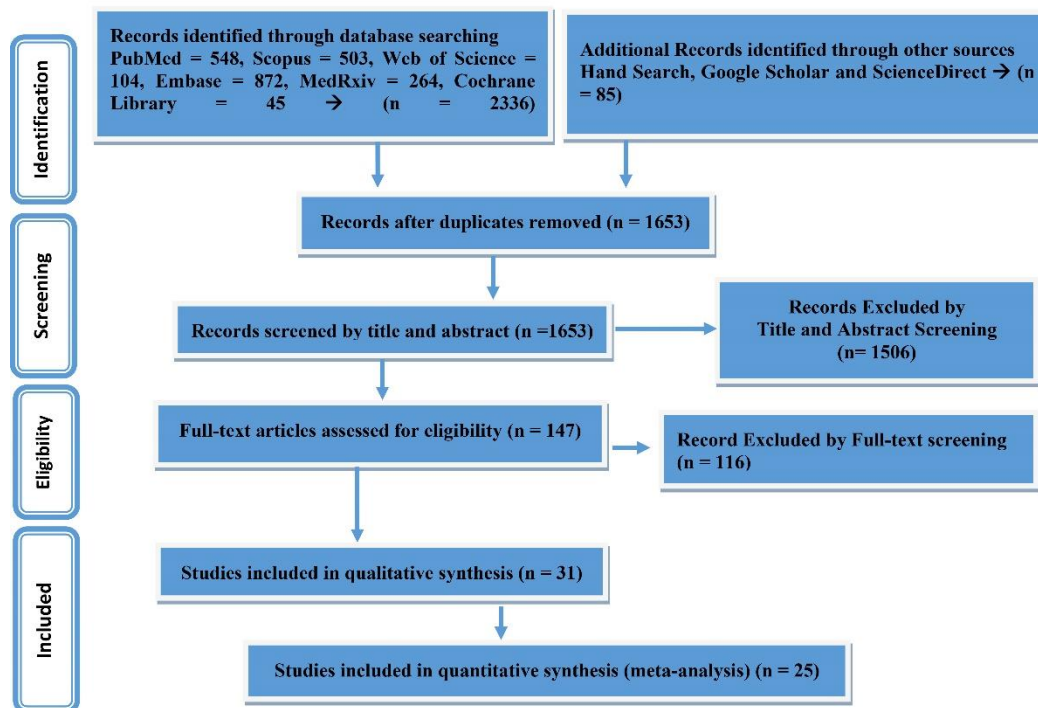 Identification
Records identified through database searching
PubMed = 548, Scopus = 503, Web of Science =
104, Embase = 872, MedRxiv = 264, Cochrane
Library = 45 → (n = 2336)
Additional Records identified through other sources
Hand Search, Google Scholar and ScienceDirect → (n
= 85)
Records after duplicates removed (n = 1653)
Screening
Records screened by title and abstract (n =1653)
Records Excluded by
Title and Abstract Screening
(n= 1506)
Eligibility
Full-text articles assessed for eligibility (n = 147)
Record Excluded by Full-text screening
(n = 116)
Included
Studies included in qualitative synthesis (n = 31)
Studies included in quantitative synthesis (meta-analysis) (n = 25)